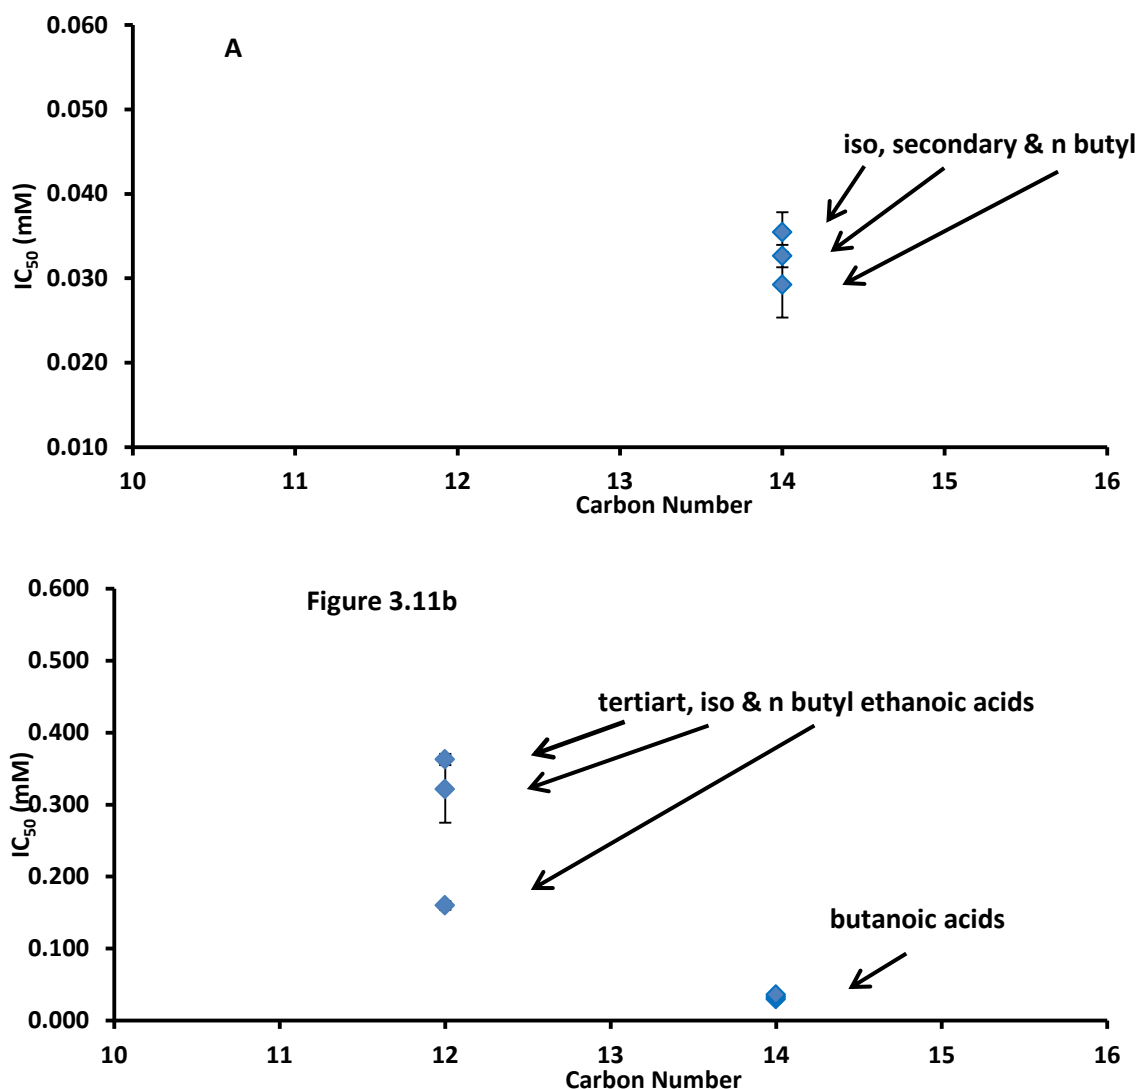 0.060
A
0.050
iso, secondary & n butyl
0.040
0.030
0.020
0.010
IC50 (mM)
10 11 12 13 14 15 16
Carbon Number
0.600
Figure 3.11b
0.500
tertiart, iso & n butyl ethanoic acids
0.400
0.300
0.200
butanoic acids
0.100
0.000
IC50 (mM)
10 11 12 13 14 15 16
Carbon Number